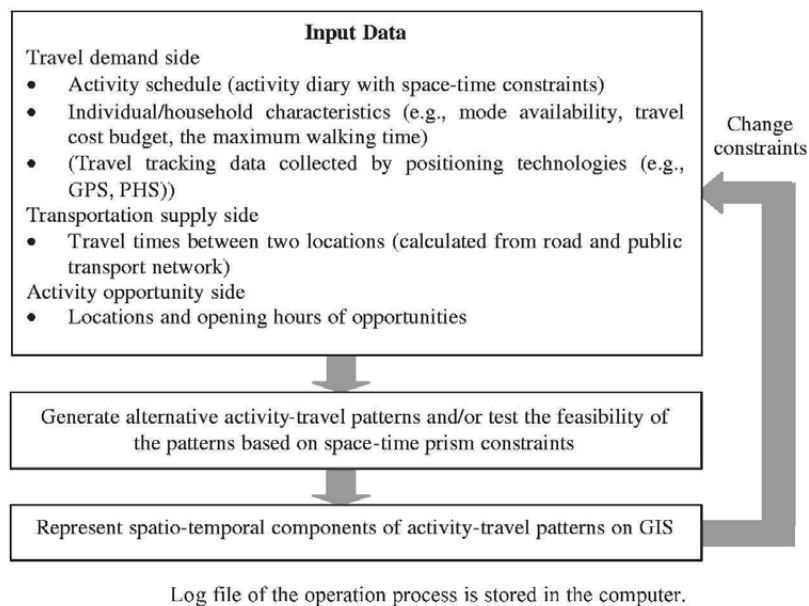 Input Data
Travel demand side
• Activity schedule (activity diary with space-time constraints)
• Individual/household characteristics (e.g., mode availability, travel
cost budget, the maximum walking time)
• (Travel tracking data collected by positioning technologies (e.g.,
GPS, PHS))
Transportation supply side
• Travel times between two locations (calculated from road and public
transport network)
Activity opportunity side
• Locations and opening hours of opportunities
Change
constraints
Generate alternative activity-travel patterns and/or test the feasibility of
the patterns based on space-time prism constraints
Represent spatio-temporal components of activity-travel patterns on GIS
Log file of the operation process is stored in the computer.